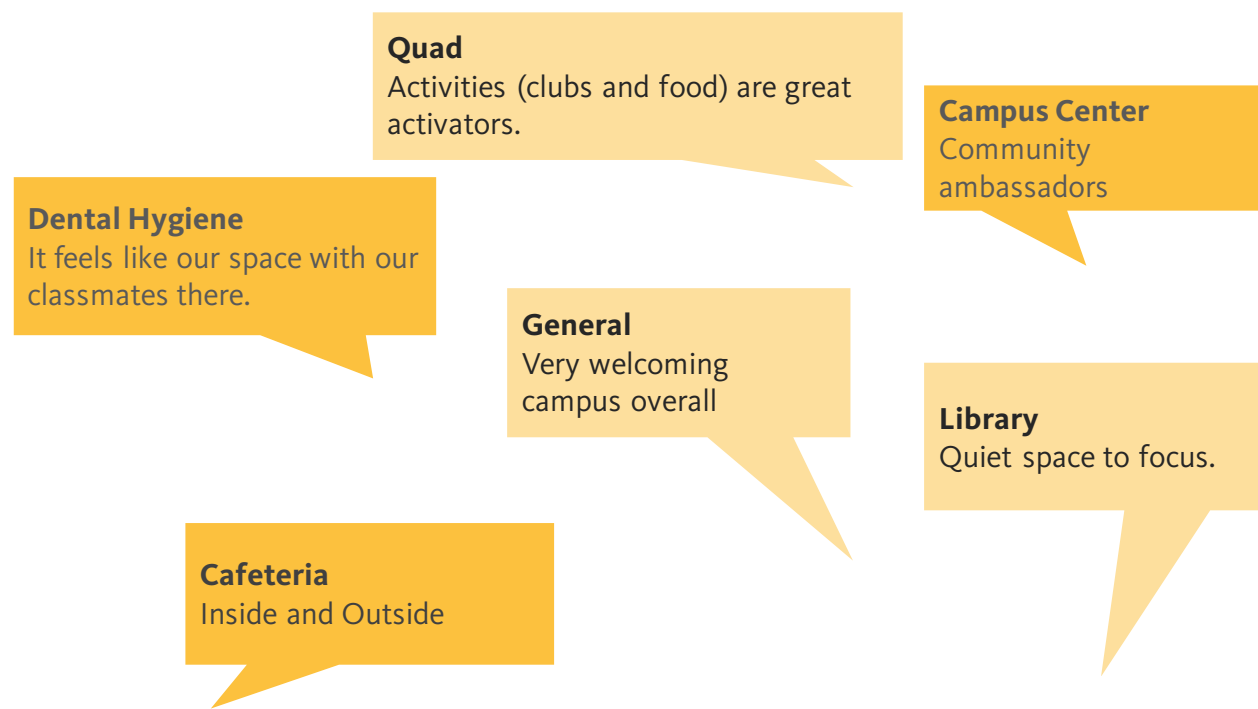 Quad
Activities (clubs and food) are great
activators.
Campus Center
Community
ambassadors
Dental Hygiene
It feels like our space with our
classmates there.
General
Very welcoming
campus overall
Library
Quiet space to focus.
Cafeteria
Inside and Outside